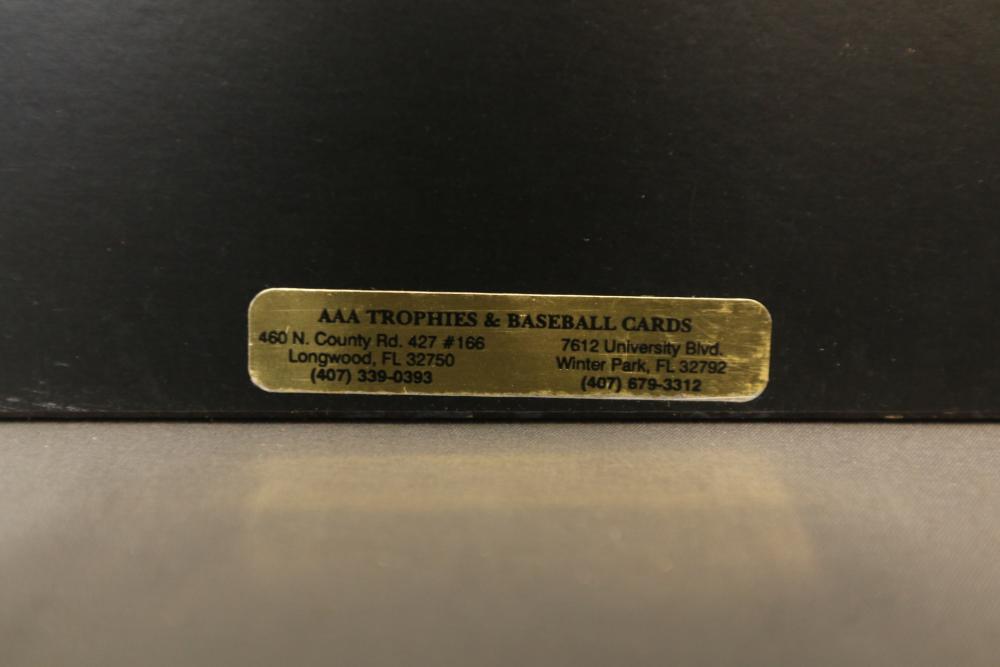 AAA TROPHIES & BASEBALL CARDS
460 N. County Rd. 427 #166
Longwood, FL 32750
(407) 339-0393
7612 University Blvd.
Winter Park, FL 32792
(407) 679-3312